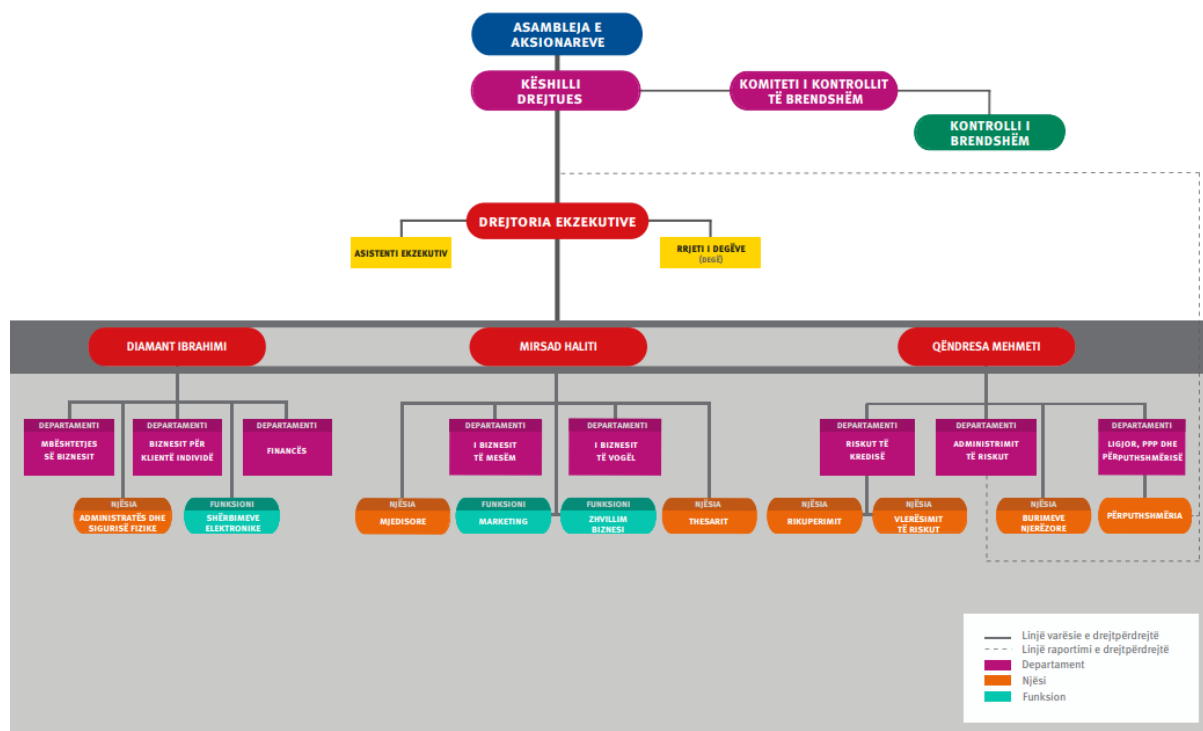 ASAMBLEJA E
AKSIONAREVE
KËSHILLI
DREJTUES
KOMITETI I KONTROLLIT
TË BRENDSHËM
KONTROLLI I
BRENDSHËM
DREJTORIA EKZEKUTIVE
ASISTENTI EKZEKUTIV
RRJETI I DEGËVE
(DEGË)
DIAMANT IBRAHIMI
MIRSAD HALITI
QËNDRESA MEHMETI
DEPARTAMENTI
MBËSHTETJES
SË BIZNESIT
DEPARTAMENTI
BIZNESIT PËR
KLIENTË INDIVIDË
DEPARTAMENTI
FINANCËS
DEPARTAMENTI
I BIZNESIT
TË MESËM
DEPARTAMENTI
I BIZNESIT
TË VOGËL
DEPARTAMENTI
RISKUT TË
KREDISË
DEPARTAMENTI
ADMINISTRIMIT
TË RISKUT
DEPARTAMENTI
LIGJOR, PPP DHE
PËRPUTHSHMËRISË
NJËSIA
ADMINISTRATËS DHE
SIGURISË FIZIKE
FUNKSIONI
SHËRBIMEVE
ELEKTRONIKE
NJËSIA
MJEDISORE
FUNKSIONI
MARKETING
FUNKSIONI
ZHVILLIM
BIZNESI
NJËSIA
THESARIT
NJËSIA
RIKUPERIMIT
NJËSIA
VLERËSIMIT
TË RISKUT
NJËSIA
BURIMEVE
NJERËZORE
NJËSIA
PËRPUTHSHMËRIA
Linjë varësie e drejtpërdrejtë
Linjë raportimi e drejtpërdrejtë
Departament
Njësi
Funksion